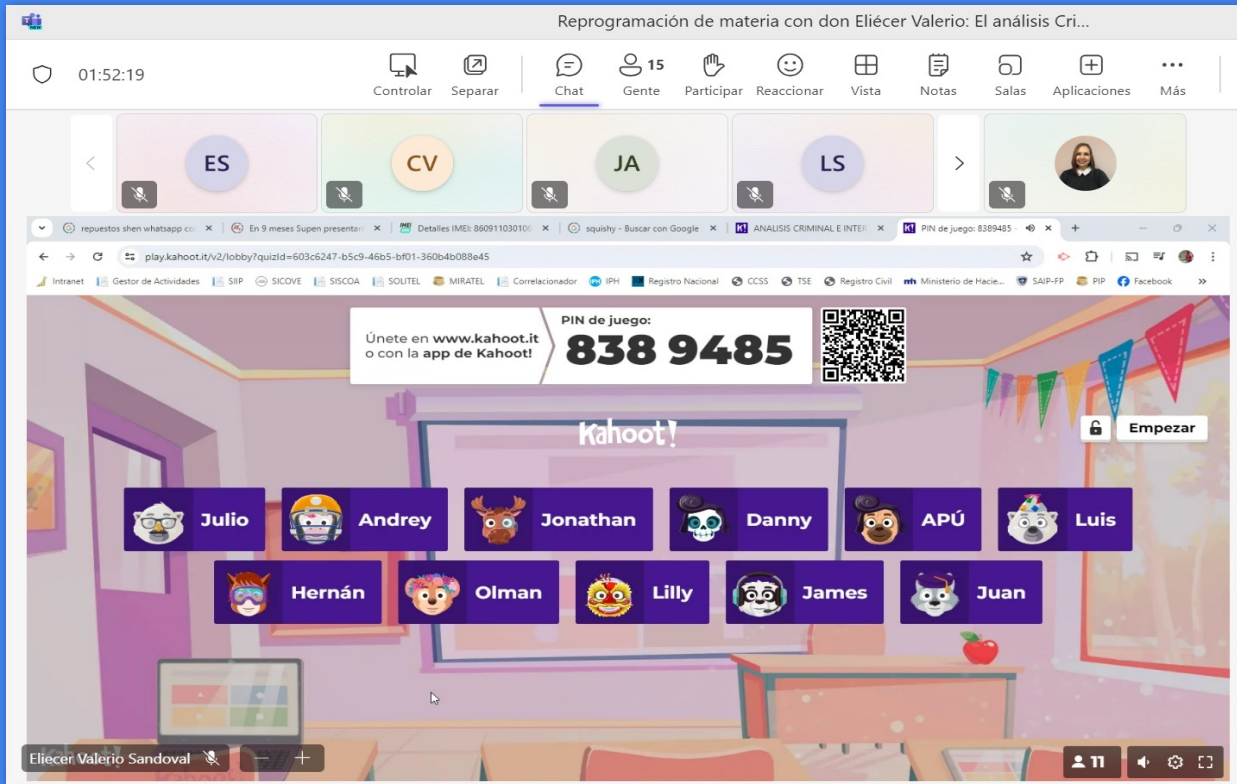 Reprogramación de materia con don Eliécer Valerio: El análisis Cri...
01:52:19
Controlar
Separar
Chat
15
Gente
Participar
Reaccionar
Vista
Notas
Salas
Aplicaciones
Más
ES
CV
JA
LS
repuestos shen whatsapp co
En 9 meses Supen presentar
Detalles IMEI: 86091103010
squishy - Buscar con Google
K! ANALISIS CRIMINAL E INTER
K! PIN de juego: 8389485 -
play.kahoot.it/v2/lobby?quizId=603c6247-b5c9-46b5-bf01-360b4b088e45
Intranet
Gestor de Actividades
SIIP
SICOVE
SISCOA
SOLITEL
MIRATEL
Correlacionador
IPH
Registro Nacional
CCSS
TSE
Registro Civil
Ministerio de Hacie...
SAIP-FP
PIP
Facebook
Únete en www.kahoot.it
o con la app de Kahoot!
PIN de juego:
838 9485
Kahoot!
Empezar
Julio
Andrey
Jonathan
Danny
APÚ
Luis
Hernán
Olman
Lilly
James
Juan
Eliecer Valerio Sandoval
11